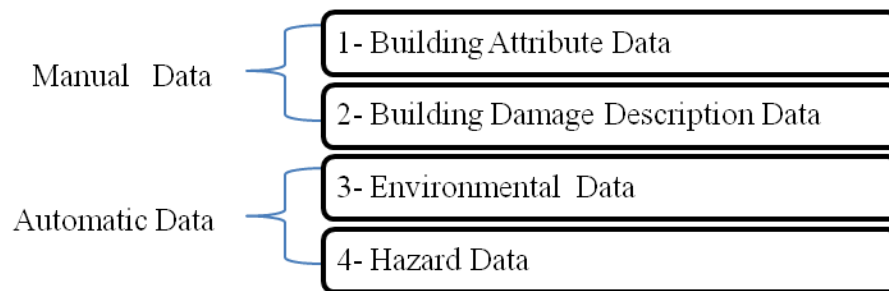 1- Building Attribute Data
Manual Data
2- Building Damage Description Data
3- Environmental Data
Automatic Data
4- Hazard Data